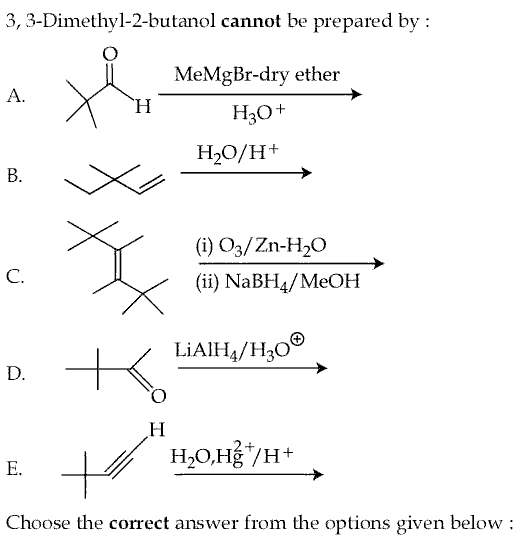 3, 3-Dimethyl-2-butanol cannot be prepared by :
A.
O
H
MeMgBr-dry ether
H₃O⁺
B.
H₂O/H⁺
C.
(i) O₃/Zn-H₂O
(ii) NaBH₄/MeOH
D.
O
LiAlH₄/H₃O⊕
E.
H
H₂O,Hg²⁺/H⁺
Choose the correct answer from the options given below :